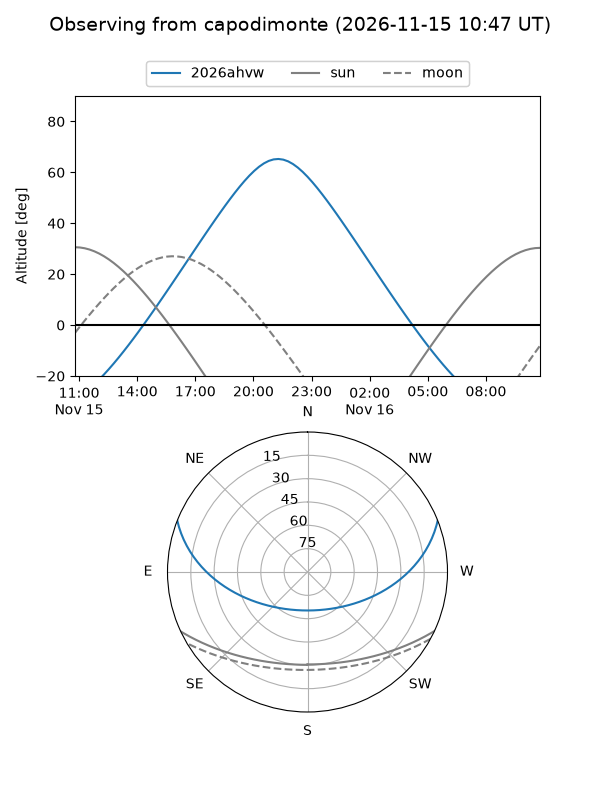 Observing from capodimonte (2026-11-15 10:47 UT)
2026ahvw
sun
moon
Altitude [deg]
80
60
40
20
0
−20
11:00 14:00 17:00 20:00 23:00 02:00 05:00 08:00
Nov 15 Nov 16
N
NE NW
15
30
45
60
75
E W
SE SW
S